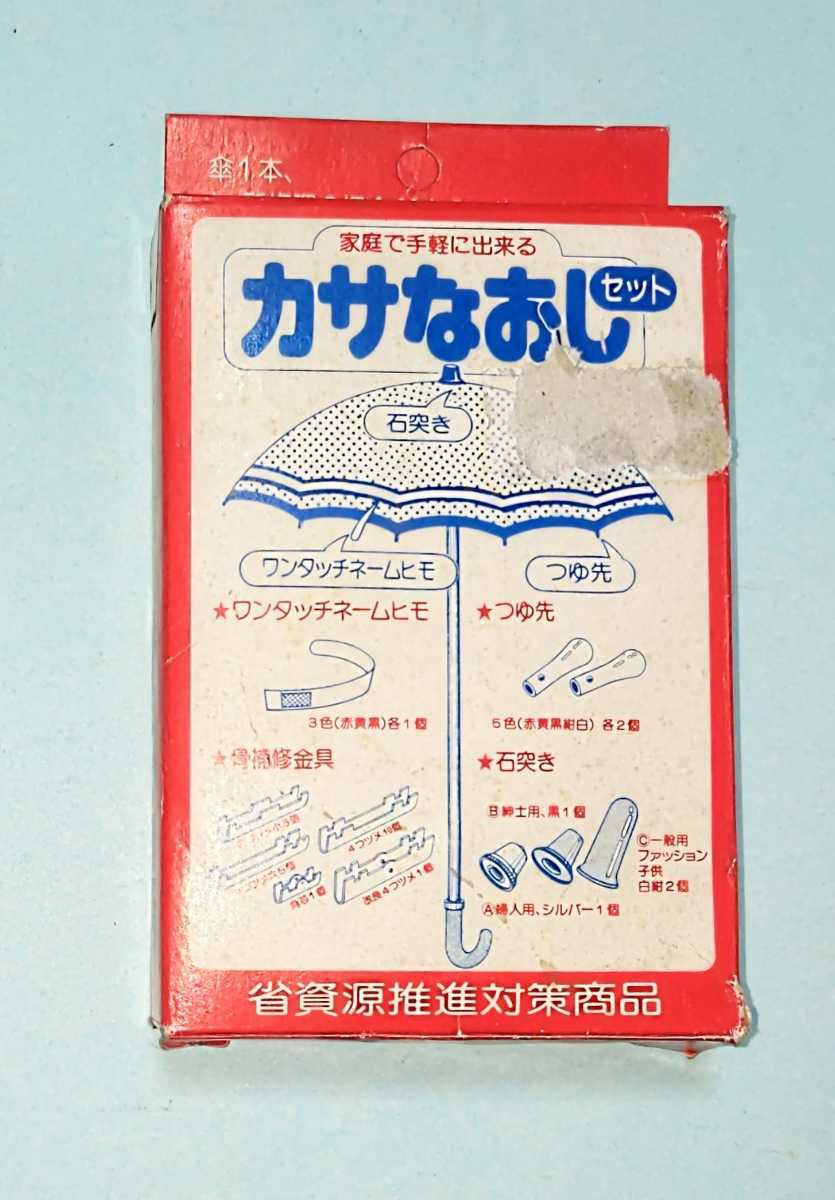 傘1本、
家庭で手軽に出来る
カサなおし
セット
石突き
ワンタッチネームヒモ
つゆ先
★ワンタッチネームヒモ
★つゆ先
3色(赤黄黒)各1個
5色(赤黄黒紺白) 各2個
★骨補修金具
★石突き
4つツメ10個
身芯1個
改良4つツメ1個
Ⓑ紳士用、黒1個
Ⓒ一般用
ファッション
子供
白紺2個
Ⓐ婦人用、シルバー1個
省資源推進対策商品